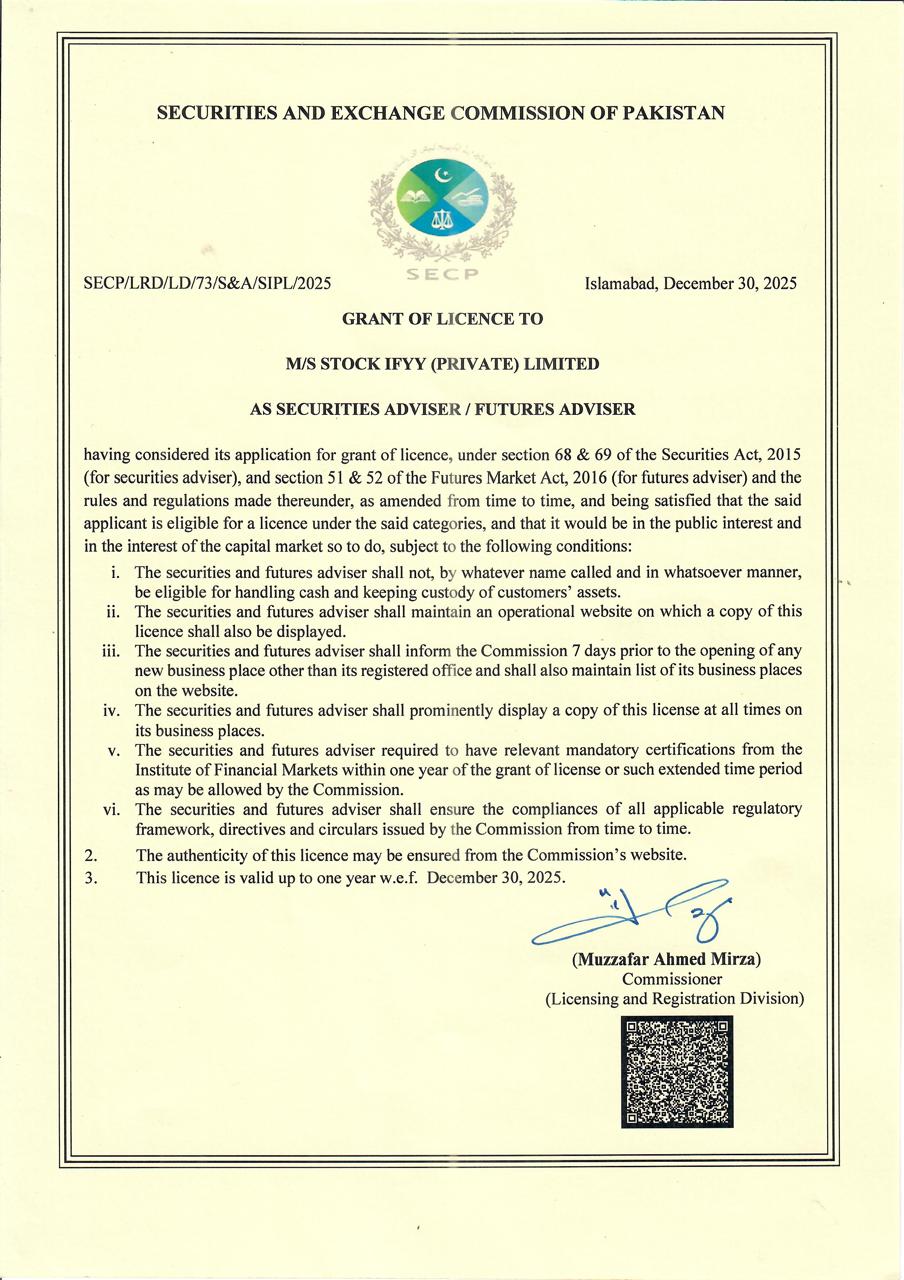 SECURITIES AND EXCHANGE COMMISSION OF PAKISTAN
SECP
SECP/LRD/LD/73/S&A/SIPL/2025 Islamabad, December 30, 2025
GRANT OF LICENCE TO
M/S STOCK IFYY (PRIVATE) LIMITED
AS SECURITIES ADVISER / FUTURES ADVISER
having considered its application for grant of licence, under section 68 & 69 of the Securities Act, 2015
(for securities adviser), and section 51 & 52 of the Futures Market Act, 2016 (for futures adviser) and the
rules and regulations made thereunder, as amended from time to time, and being satisfied that the said
applicant is eligible for a licence under the said categories, and that it would be in the public interest and
in the interest of the capital market so to do, subject to the following conditions:
i. The securities and futures adviser shall not, by whatever name called and in whatsoever manner,
be eligible for handling cash and keeping custody of customers' assets.
ii. The securities and futures adviser shall maintain an operational website on which a copy of this
licence shall also be displayed.
iii. The securities and futures adviser shall inform the Commission 7 days prior to the opening of any
new business place other than its registered office and shall also maintain list of its business places
on the website.
iv. The securities and futures adviser shall prominently display a copy of this license at all times on
its business places.
v. The securities and futures adviser required to have relevant mandatory certifications from the
Institute of Financial Markets within one year of the grant of license or such extended time period
as may be allowed by the Commission.
vi. The securities and futures adviser shall ensure the compliances of all applicable regulatory
framework, directives and circulars issued by the Commission from time to time.
2. The authenticity of this licence may be ensured from the Commission's website.
3. This licence is valid up to one year w.e.f. December 30, 2025.
(Muzzafar Ahmed Mirza)
Commissioner
(Licensing and Registration Division)